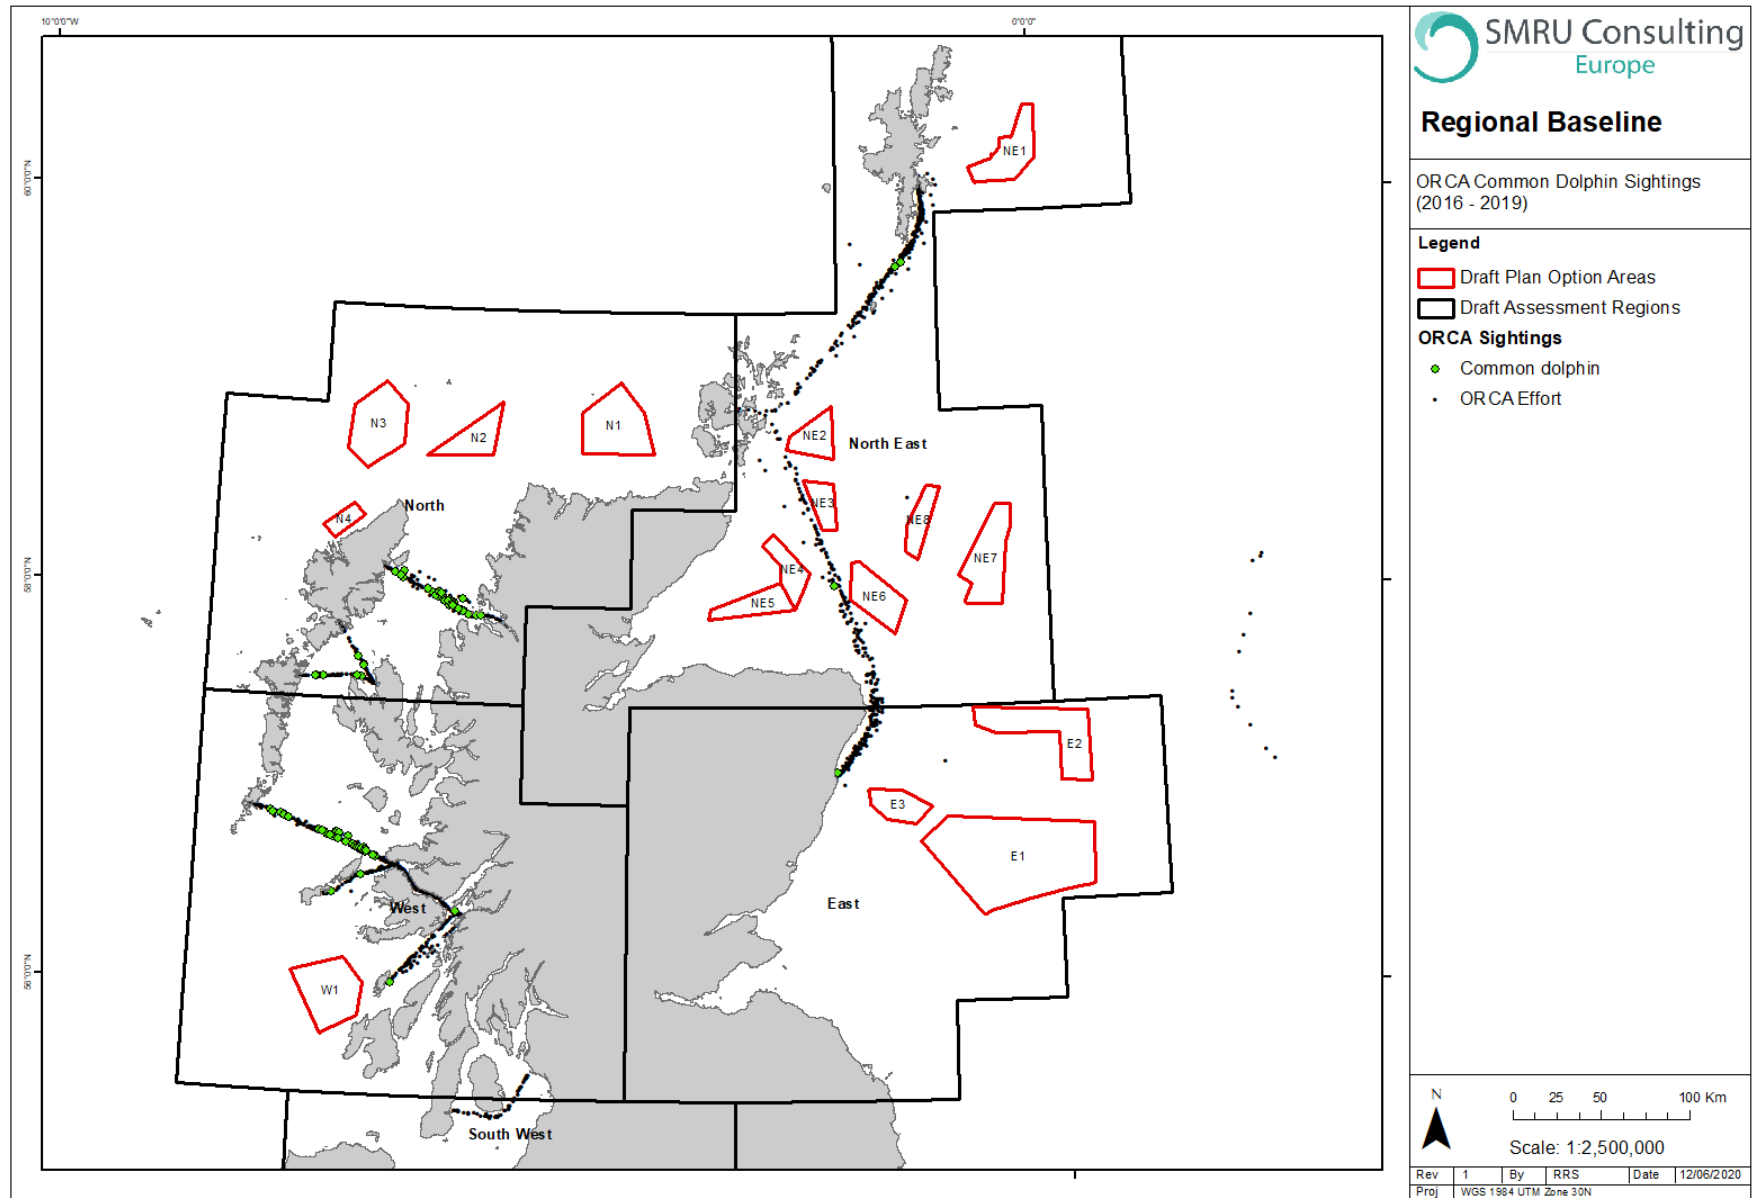 10°0'0"W
0°0'0"
60°0'0"N
58°0'0"N
56°0'0"N
NE1
N3
N2
N1
NE2
North East
North
N4
NE3
NE8
NE7
NE4
NE5
NE6
E2
E3
E1
West
East
W1
South West
SMRU Consulting
Europe
Regional Baseline
ORCA Common Dolphin Sightings
(2016 - 2019)
Legend
Draft Plan Option Areas
Draft Assessment Regions
ORCA Sightings
Common dolphin
ORCA Effort
N
0 25 50 100 Km
Scale: 1:2,500,000
Rev 1 By RRS Date 12/06/2020
Proj WGS 1984 UTM Zone 30N